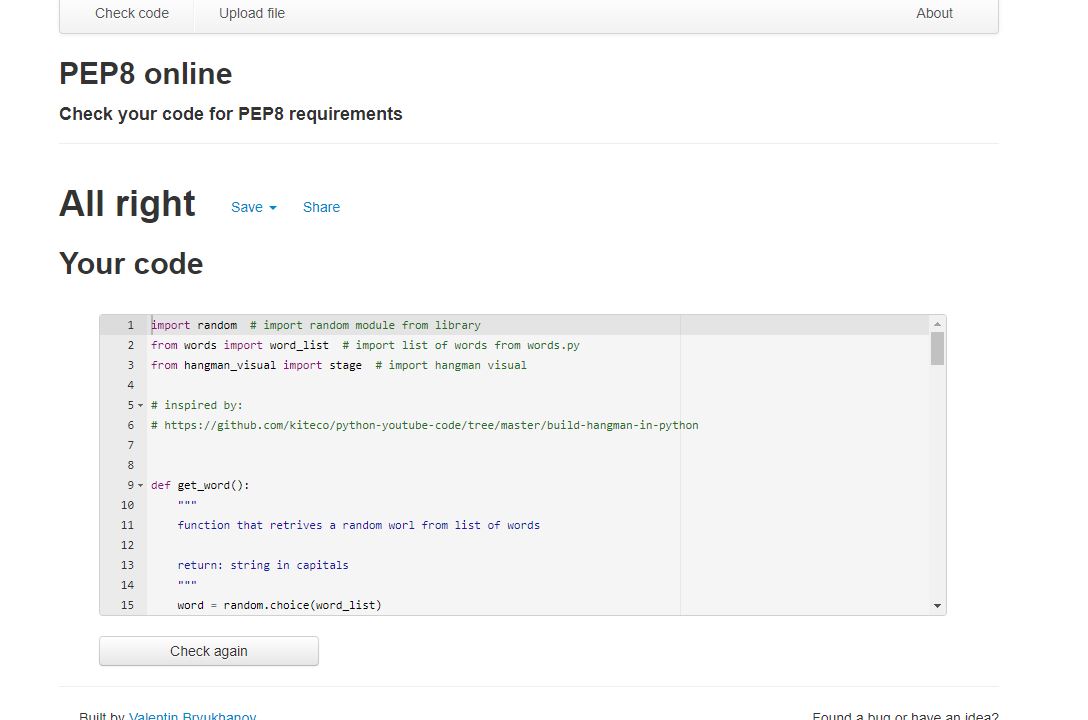 Check code Upload file About
PEP8 online
Check your code for PEP8 requirements
All right Save Share
Your code
1 import random  # import random module from library
2 from words import word_list  # import list of words from words.py
3 from hangman_visual import stage  # import hangman visual
4
5 # inspired by:
6 # https://github.com/kiteco/python-youtube-code/tree/master/build-hangman-in-python
7
8
9 def get_word():
10     """
11     function that retrives a random worl from list of words
12
13     return: string in capitals
14     """
15     word = random.choice(word_list)
Check again
Built by Valentin Bryukhanov Found a bug or have an idea?